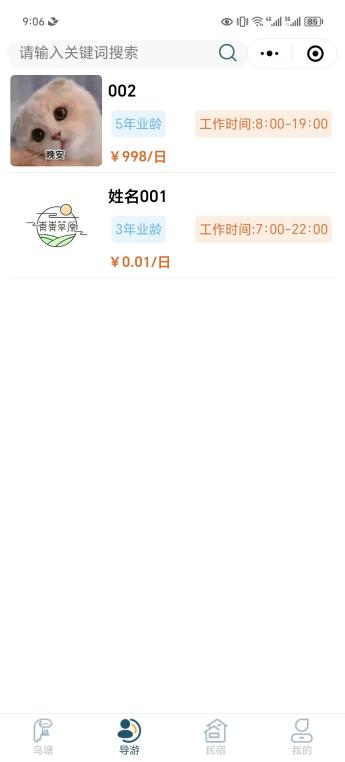 9:06
85
请输入关键词搜索
002
5年业龄
工作时间:8:00-19:00
￥998/日
晚安
姓名001
青青草原
3年业龄
工作时间:7:00-22:00
￥0.01/日
鸟塘
导游
民宿
我的